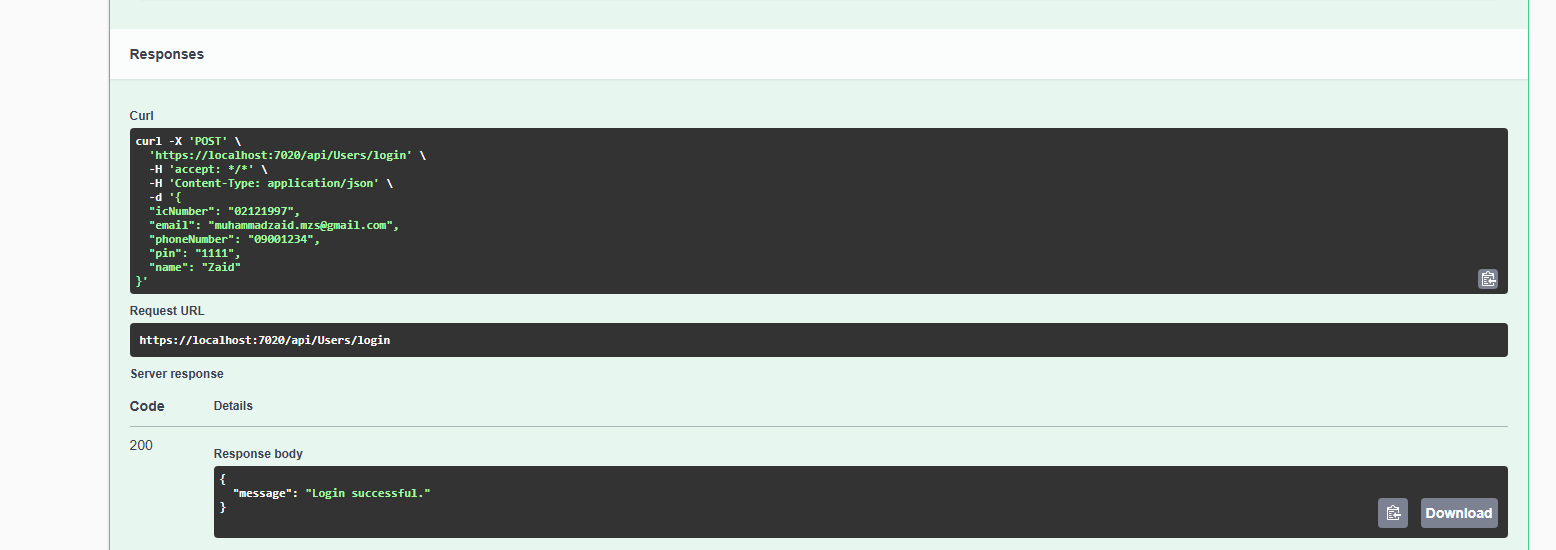 Responses
Curl
curl -X 'POST' \
  'https://localhost:7020/api/Users/login' \
  -H 'accept: */*' \
  -H 'Content-Type: application/json' \
  -d '{
  "icNumber": "02121997",
  "email": "muhammadzaid.mzs@gmail.com",
  "phoneNumber": "09001234",
  "pin": "1111",
  "name": "Zaid"
}'
Request URL
https://localhost:7020/api/Users/login
Server response
Code Details
200
Response body
{
  "message": "Login successful."
}
Download